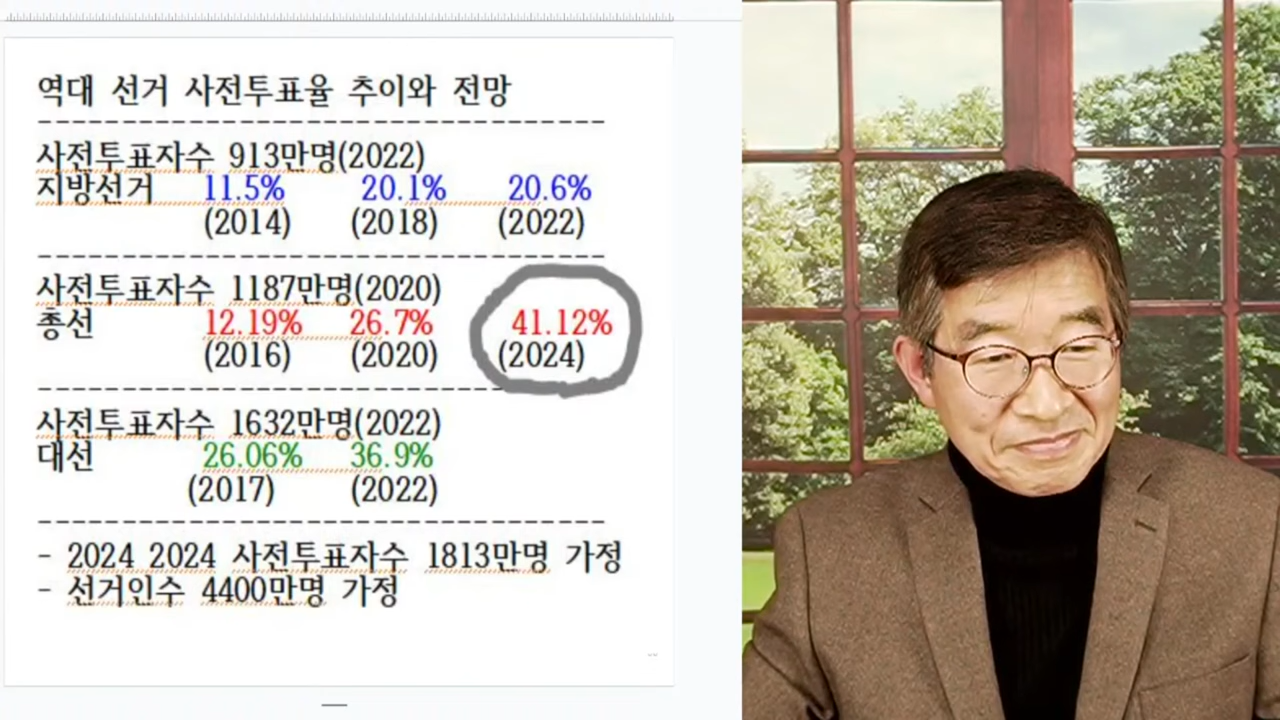 역대 선거 사전투표율 추이와 전망
사전투표자수 913만명(2022)
지방선거 11.5% 20.1% 20.6%
(2014) (2018) (2022)
사전투표자수 1187만명(2020)
총선 12.19% 26.7% 41.12%
(2016) (2020) (2024)
사전투표자수 1632만명(2022)
대선 26.06% 36.9%
(2017) (2022)
- 2024 2024 사전투표자수 1813만명 가정
- 선거인수 4400만명 가정